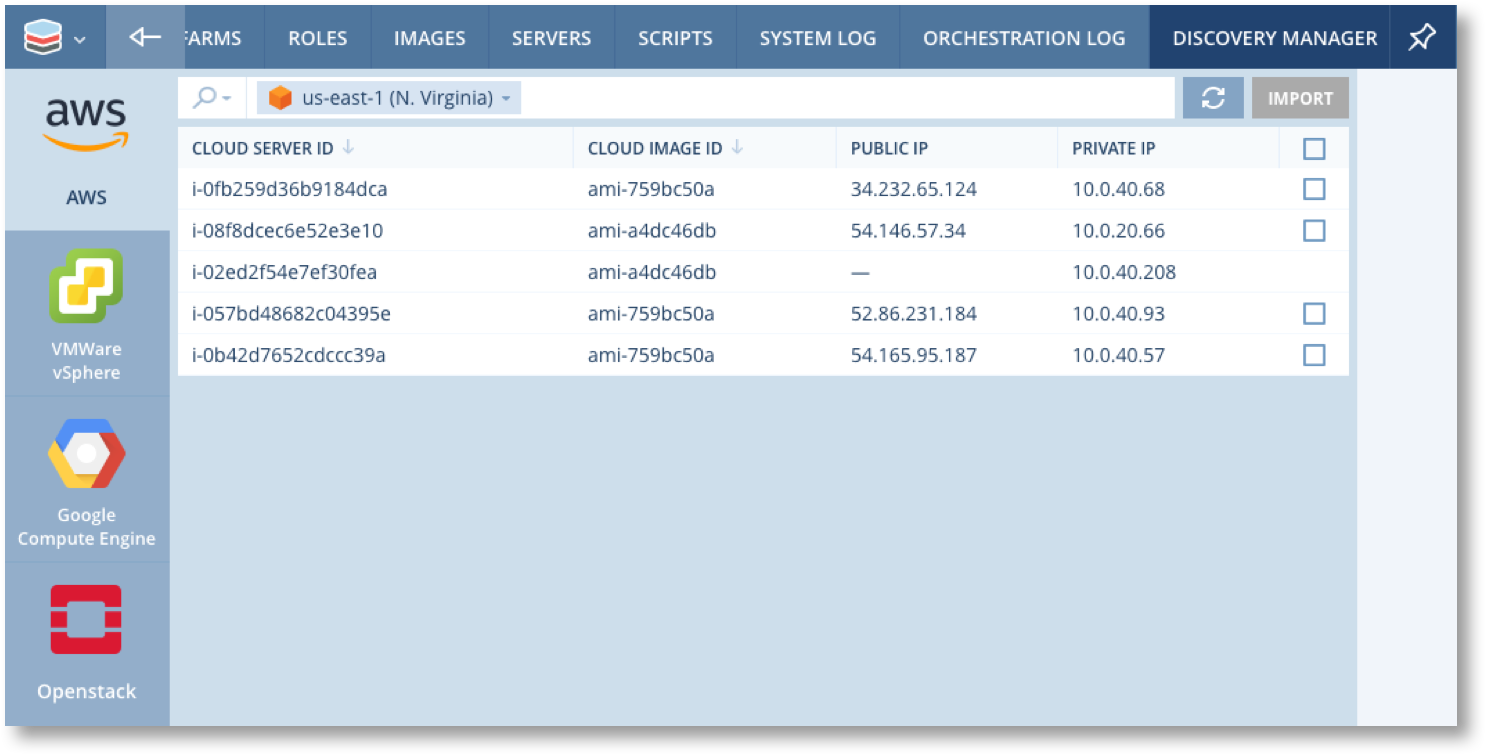 FARMS ROLES IMAGES SERVERS SCRIPTS SYSTEM LOG ORCHESTRATION LOG DISCOVERY MANAGER
aws
AWS
VMWare
vSphere
Google
Compute Engine
Openstack
us-east-1 (N. Virginia) IMPORT
CLOUD SERVER ID CLOUD IMAGE ID PUBLIC IP PRIVATE IP
i-0fb259d36b9184dca ami-759bc50a 34.232.65.124 10.0.40.68
i-08f8dcec6e52e3e10 ami-a4dc46db 54.146.57.34 10.0.20.66
i-02ed2f54e7ef30fea ami-a4dc46db — 10.0.40.208
i-057bd48682c04395e ami-759bc50a 52.86.231.184 10.0.40.93
i-0b42d7652cdccc39a ami-759bc50a 54.165.95.187 10.0.40.57